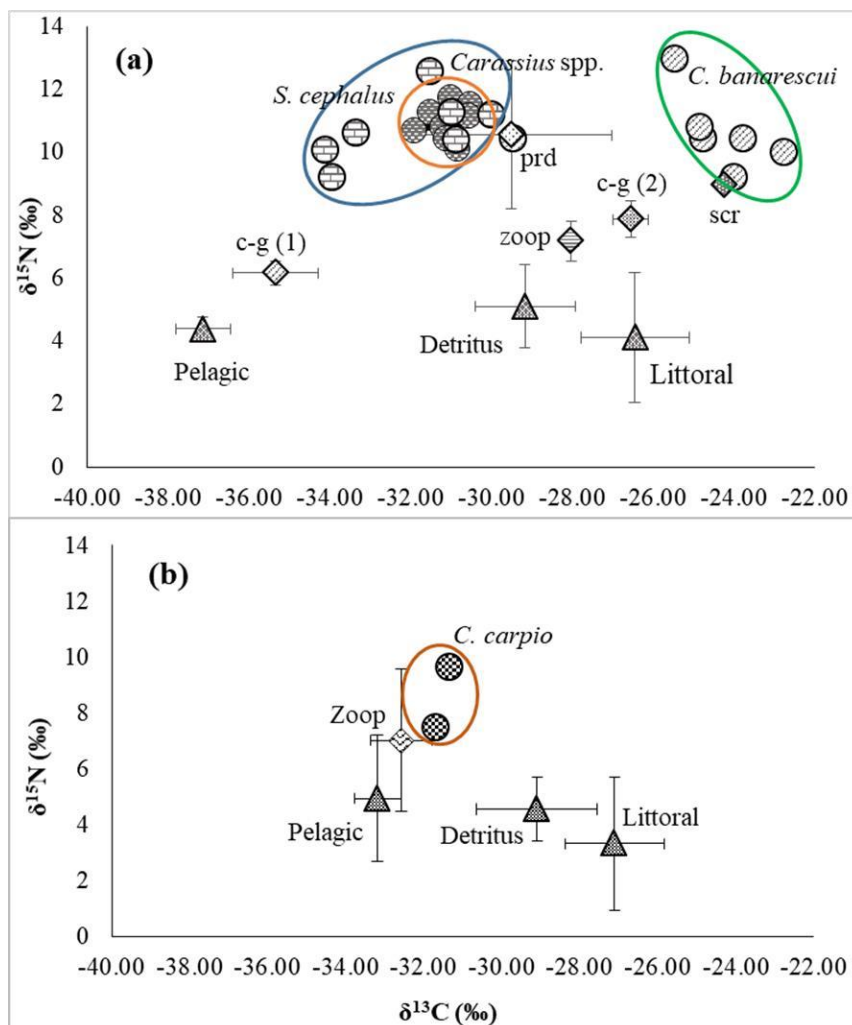 14
(a)
Carassius spp.
12
S. cephalus
C. banarescui
10
prd
c-g (2)
scr
8
c-g (1)
zoop
δ¹⁵N (‰)
6
4
Detritus
Pelagic
Littoral
2
0
-40.00 -38.00 -36.00 -34.00 -32.00 -30.00 -28.00 -26.00 -24.00 -22.00
14
(b)
12
C. carpio
10
Zoop
8
δ¹⁵N (‰)
6
Pelagic
Detritus
Littoral
4
2
0
-40.00 -38.00 -36.00 -34.00 -32.00 -30.00 -28.00 -26.00 -24.00 -22.00
δ¹³C (‰)